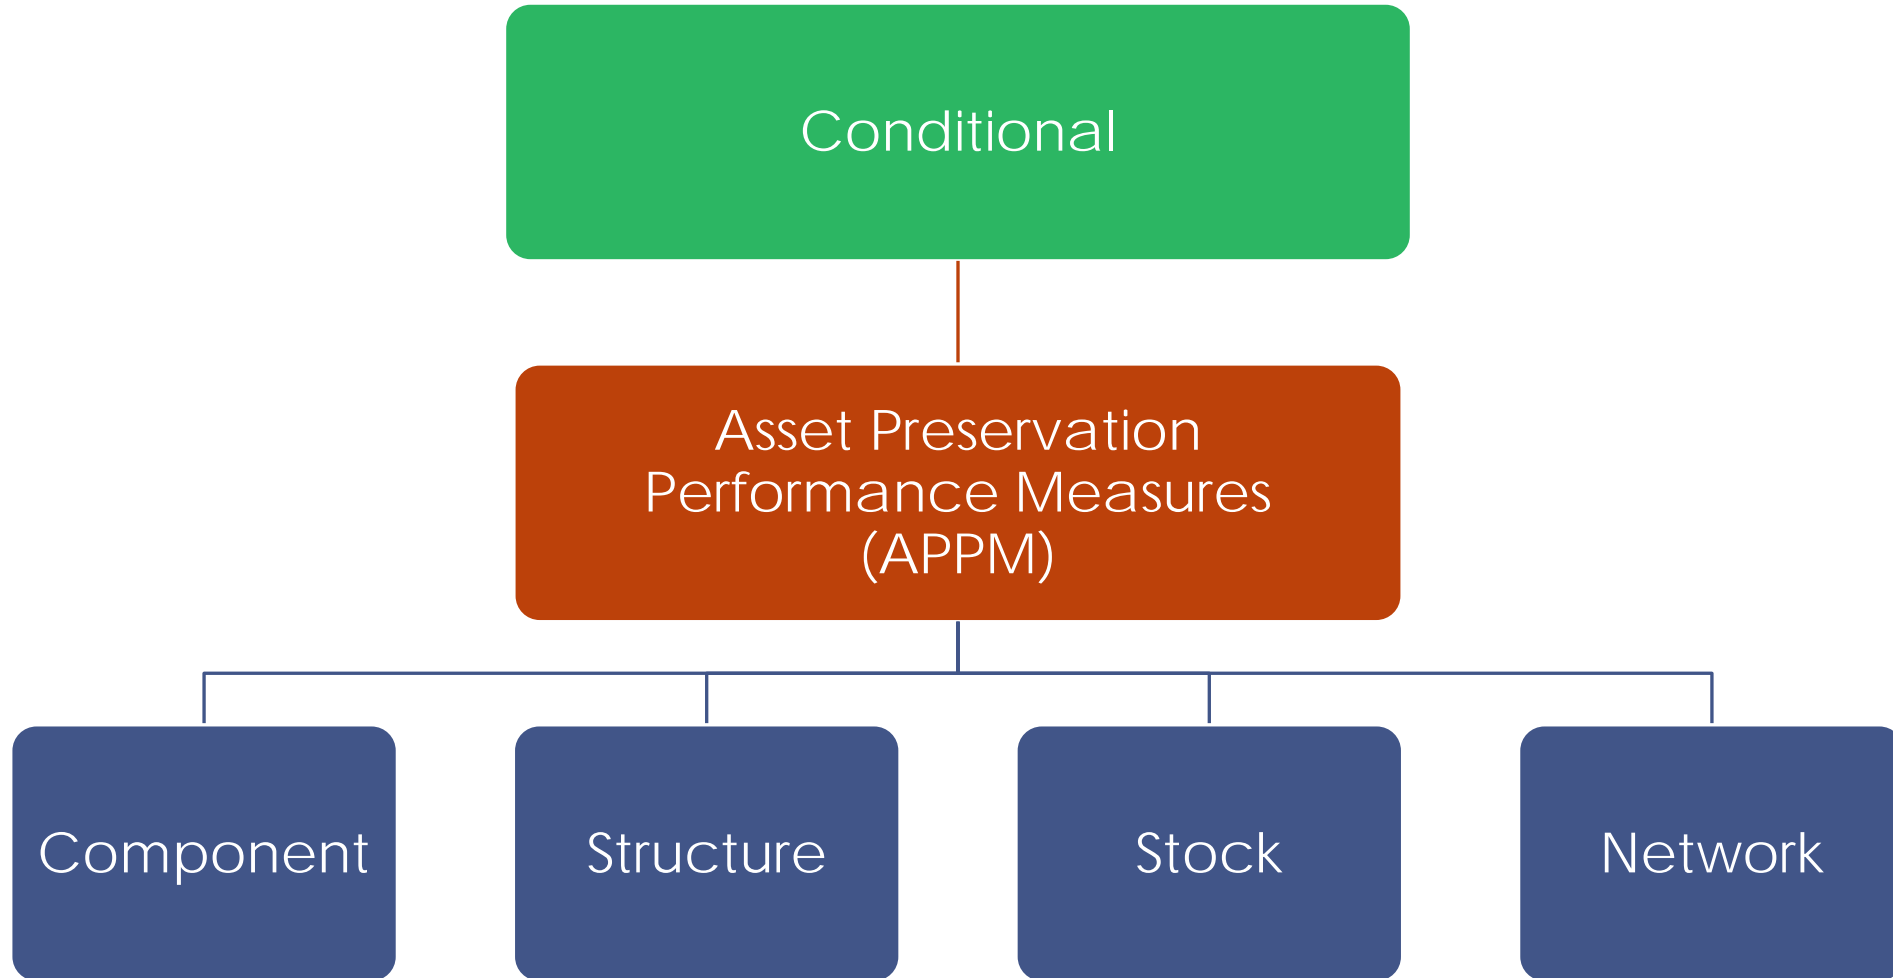 Conditional
Asset Preservation
Performance Measures
(APPM)
Component
Structure
Stock
Network